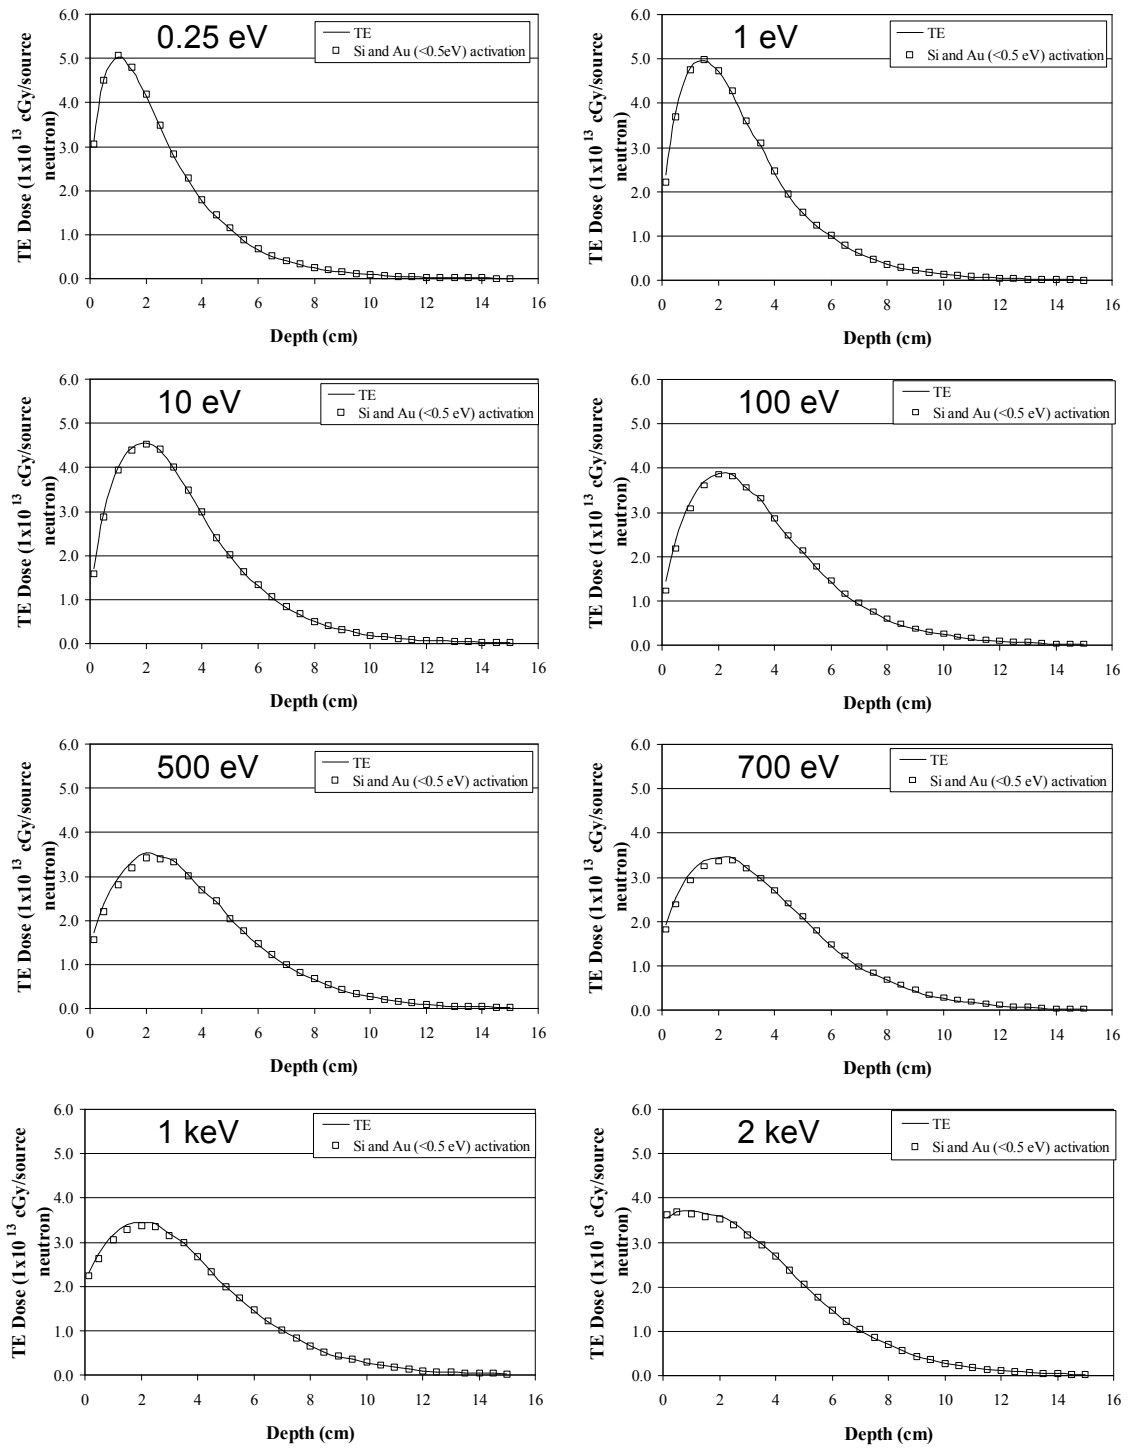 0.25 eV
TE
Si and Au (<0.5eV) activation
TE Dose (1x10 13 cGy/source
neutron)
6.0
5.0
4.0
3.0
2.0
1.0
0.0
0 2 4 6 8 10 12 14 16
Depth (cm)
1 eV
TE
Si and Au (<0.5 eV) activation
TE Dose (1x10 13 cGy/source
neutron)
6.0
5.0
4.0
3.0
2.0
1.0
0.0
0 2 4 6 8 10 12 14 16
Depth (cm)
10 eV
TE
Si and Au (<0.5 eV) activation
TE Dose (1x10 13 cGy/source
neutron)
6.0
5.0
4.0
3.0
2.0
1.0
0.0
0 2 4 6 8 10 12 14 16
Depth (cm)
100 eV
TE
Si and Au (<0.5 eV) activation
TE Dose (1x10 13 cGy/source
neutron)
6.0
5.0
4.0
3.0
2.0
1.0
0.0
0 2 4 6 8 10 12 14 16
Depth (cm)
500 eV
TE
Si and Au (<0.5 eV) activation
TE Dose (1x10 13 cGy/source
neutron)
6.0
5.0
4.0
3.0
2.0
1.0
0.0
0 2 4 6 8 10 12 14 16
Depth (cm)
700 eV
TE
Si and Au (<0.5 eV) activation
TE Dose (1x10 13 cGy/source
neutron)
6.0
5.0
4.0
3.0
2.0
1.0
0.0
0 2 4 6 8 10 12 14 16
Depth (cm)
1 keV
TE
Si and Au (<0.5 eV) activation
TE Dose (1x10 13 cGy/source
neutron)
6.0
5.0
4.0
3.0
2.0
1.0
0.0
0 2 4 6 8 10 12 14 16
Depth (cm)
2 keV
TE
Si and Au (<0.5 eV) activation
TE Dose (1x10 13 cGy/source
neutron)
6.0
5.0
4.0
3.0
2.0
1.0
0.0
0 2 4 6 8 10 12 14 16
Depth (cm)